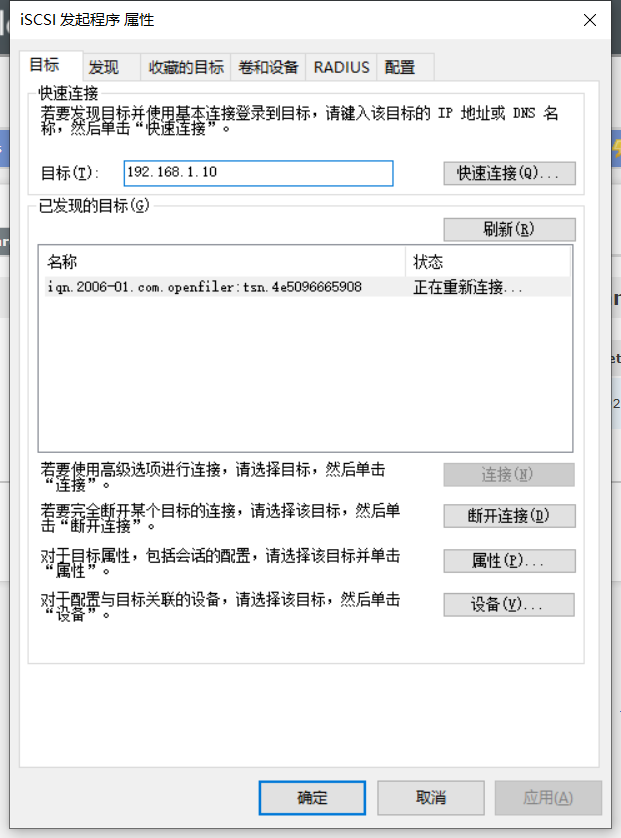 iSCSI 发起程序 属性
目标 发现 收藏的目标 卷和设备 RADIUS 配置
快速连接
若要发现目标并使用基本连接登录到目标，请键入该目标的 IP 地址或 DNS 名
称，然后单击“快速连接”。
目标(T): 192.168.1.10 快速连接(Q)...
已发现的目标(G)
刷新(R)
名称 状态
iqn.2006-01.com.openfiler:tsn.4e5096665908 正在重新连接...
若要使用高级选项进行连接，请选择目标，然后单击
“连接”。
连接(N)
若要完全断开某个目标的连接，请选择该目标，然后单
击“断开连接”。
断开连接(D)
对于目标属性，包括会话的配置，请选择该目标并单击
“属性”。
属性(P)...
对于配置与目标关联的设备，请选择该目标，然后单击
“设备”。
设备(V)...
确定 取消 应用(A)